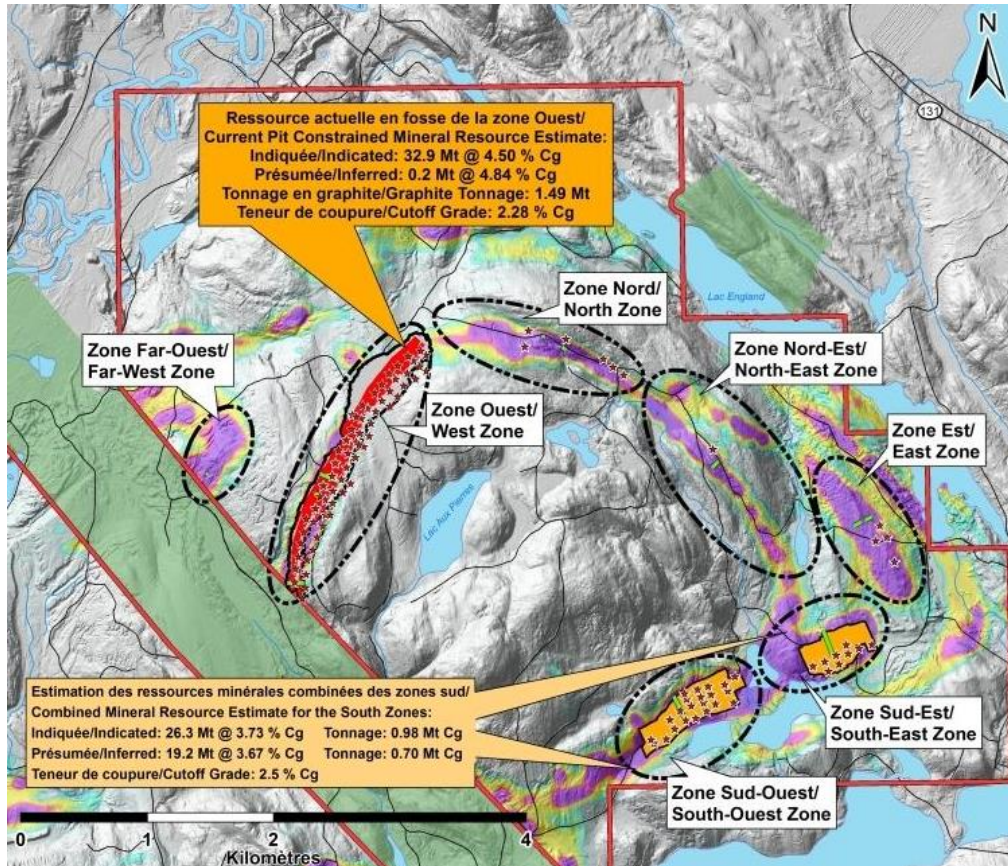 N
131
Ressource actuelle en fosse de la zone Ouest/
Current Pit Constrained Mineral Resource Estimate:
Indiquée/Indicated: 32.9 Mt @ 4.50 % Cg
Présumée/Inferred: 0.2 Mt @ 4.84 % Cg
Tonnage en graphite/Graphite Tonnage: 1.49 Mt
Teneur de coupure/Cutoff Grade: 2.28 % Cg
Zone Nord/
North Zone
Lac England
Zone Far-Ouest/
Far-West Zone
Zone Nord-Est/
North-East Zone
Zone Ouest/
West Zone
Zone Est/
East Zone
Lac Aux Pierres
Estimation des ressources minérales combinées des zones sud/
Combined Mineral Resource Estimate for the South Zones:
Indiquée/Indicated: 26.3 Mt @ 3.73 % Cg Tonnage: 0.98 Mt Cg
Présumée/Inferred: 19.2 Mt @ 3.67 % Cg Tonnage: 0.70 Mt Cg
Teneur de coupure/Cutoff Grade: 2.5 % Cg
Zone Sud-Est/
South-East Zone
Zone Sud-Ouest/
South-Ouest Zone
0 1 2 4
Kilomètres